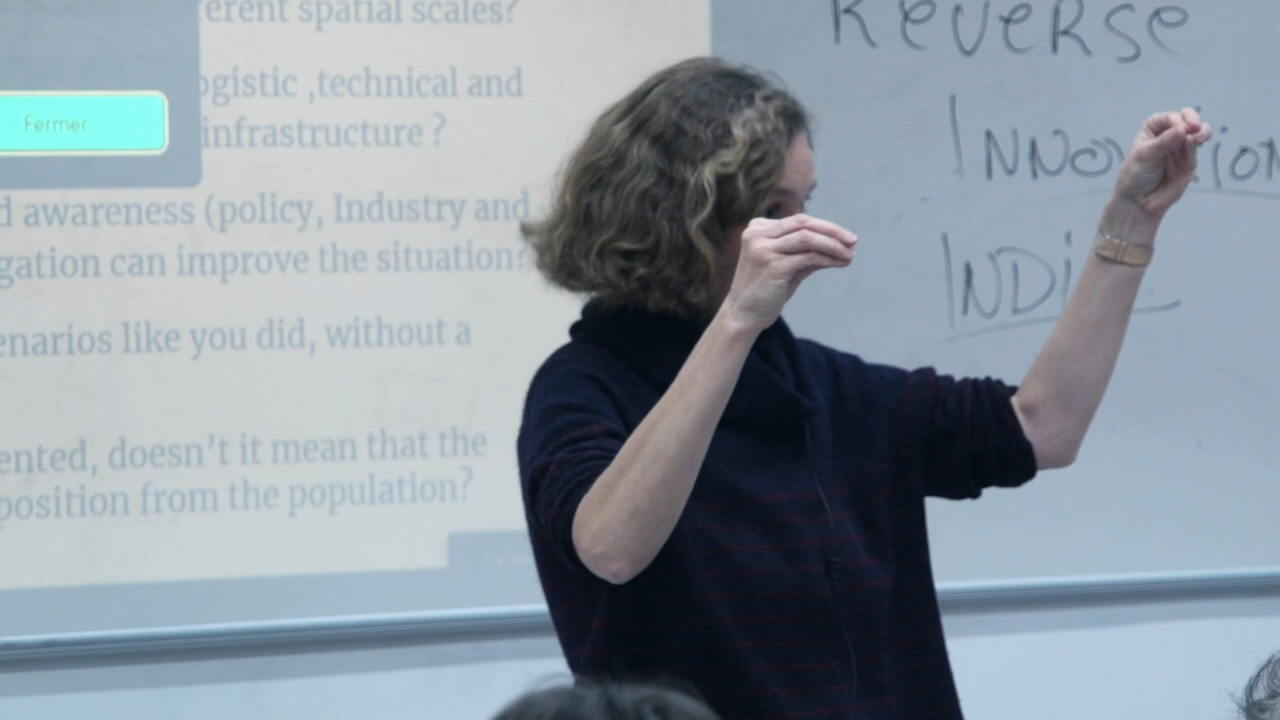 erent spatial scales?
ogistic ,technical and
infrastructure ?
d awareness (policy, Industry and
gation can improve the situation?
enarios like you did, without a
ented, doesn't it mean that the
position from the population?
Fermer
Reverse
INNO
ion
INDi